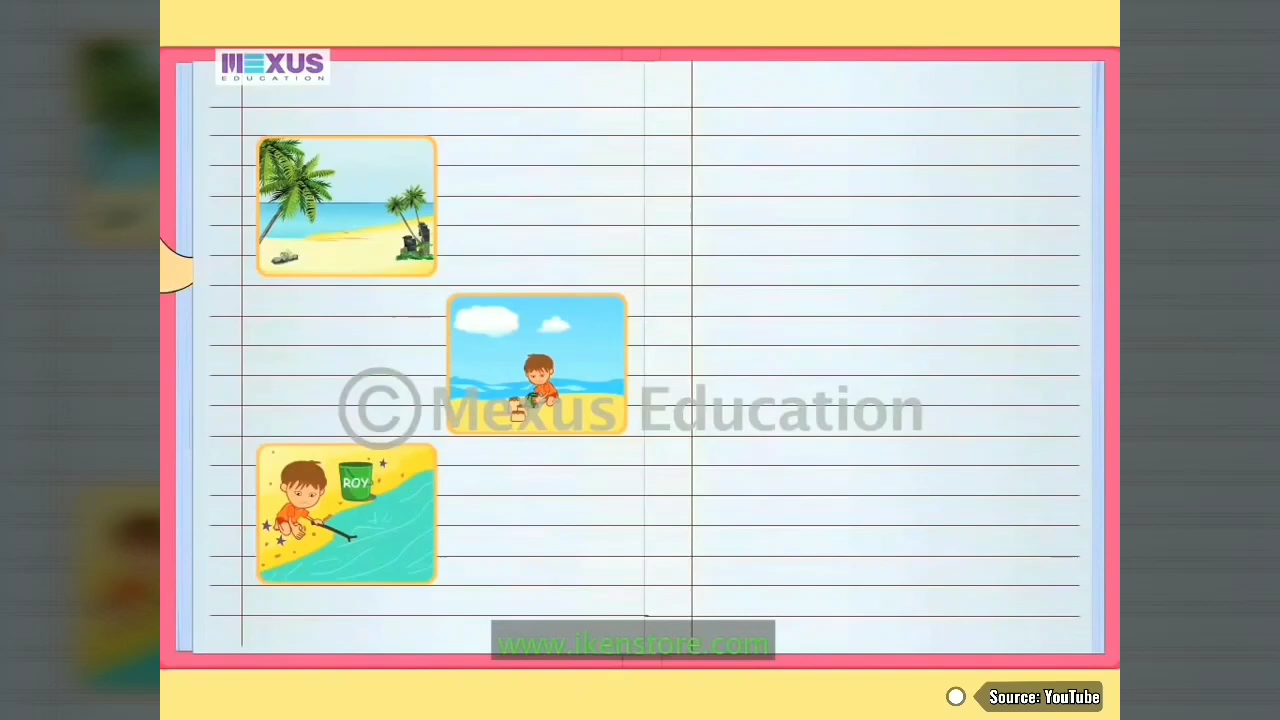 MEXUS
EDUCATION
© Mexus Education
ROY
www.ikenstore.com
Source: YouTube